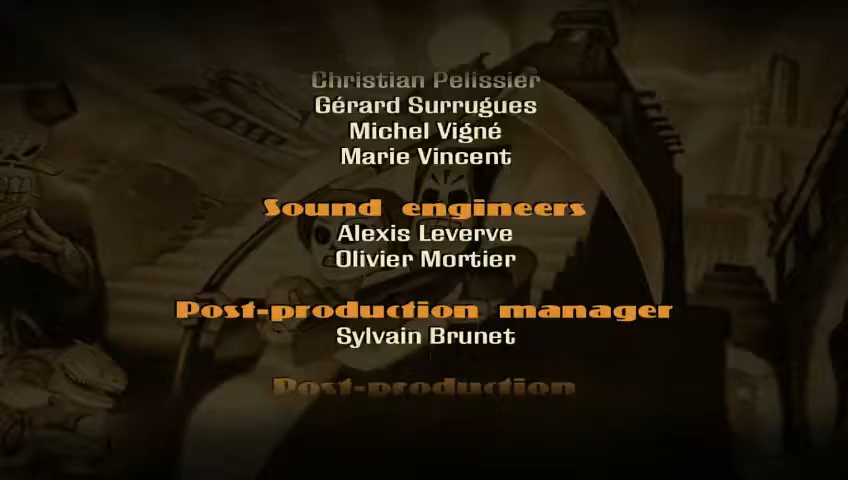 Christian Pelissier
Gérard Surrugues
Michel Vigné
Marie Vincent
Sound engineers
Alexis Leverve
Olivier Mortier
Post-production manager
Sylvain Brunet
Post-production